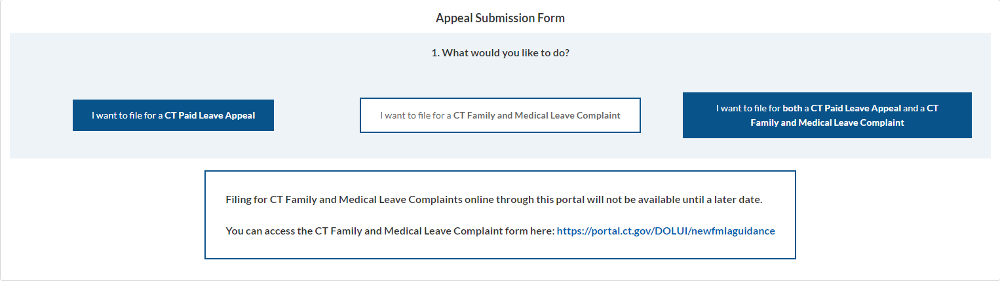 Appeal Submission Form
1. What would you like to do?
I want to file for a CT Paid Leave Appeal
I want to file for a CT Family and Medical Leave Complaint
I want to file for both a CT Paid Leave Appeal and a CT
Family and Medical Leave Complaint
Filing for CT Family and Medical Leave Complaints online through this portal will not be available until a later date.
You can access the CT Family and Medical Leave Complaint form here: https://portal.ct.gov/DOLUI/newfmlaguidance